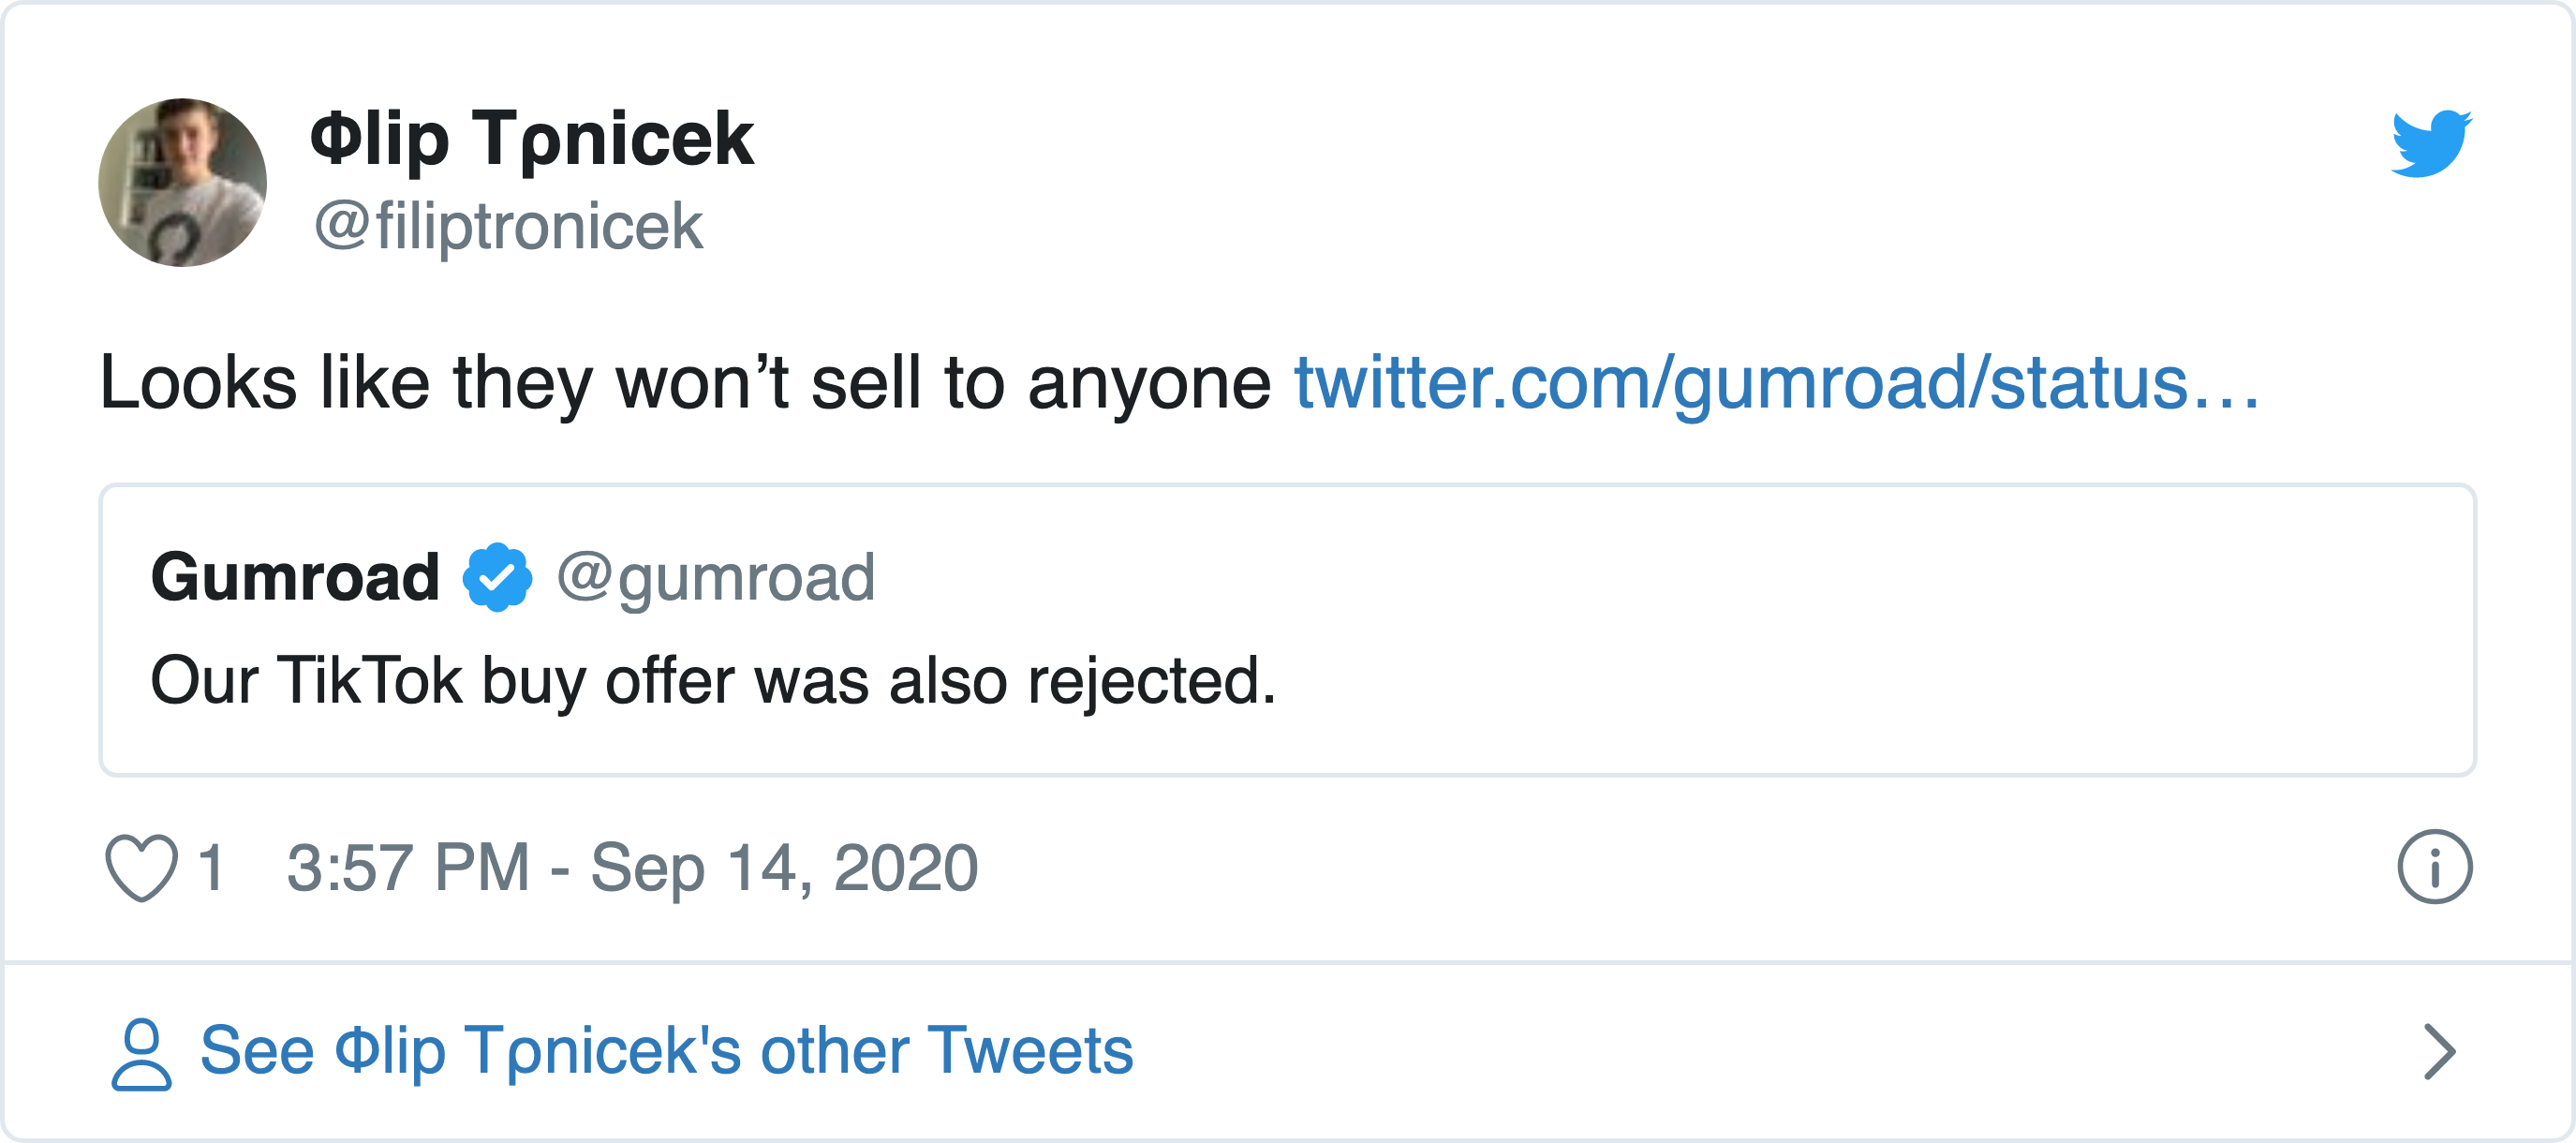 Φlip Tρnicek
@filiptronicek
Looks like they won’t sell to anyone twitter.com/gumroad/status…
Gumroad @gumroad
Our TikTok buy offer was also rejected.
1 3:57 PM - Sep 14, 2020
See Φlip Tρnicek's other Tweets